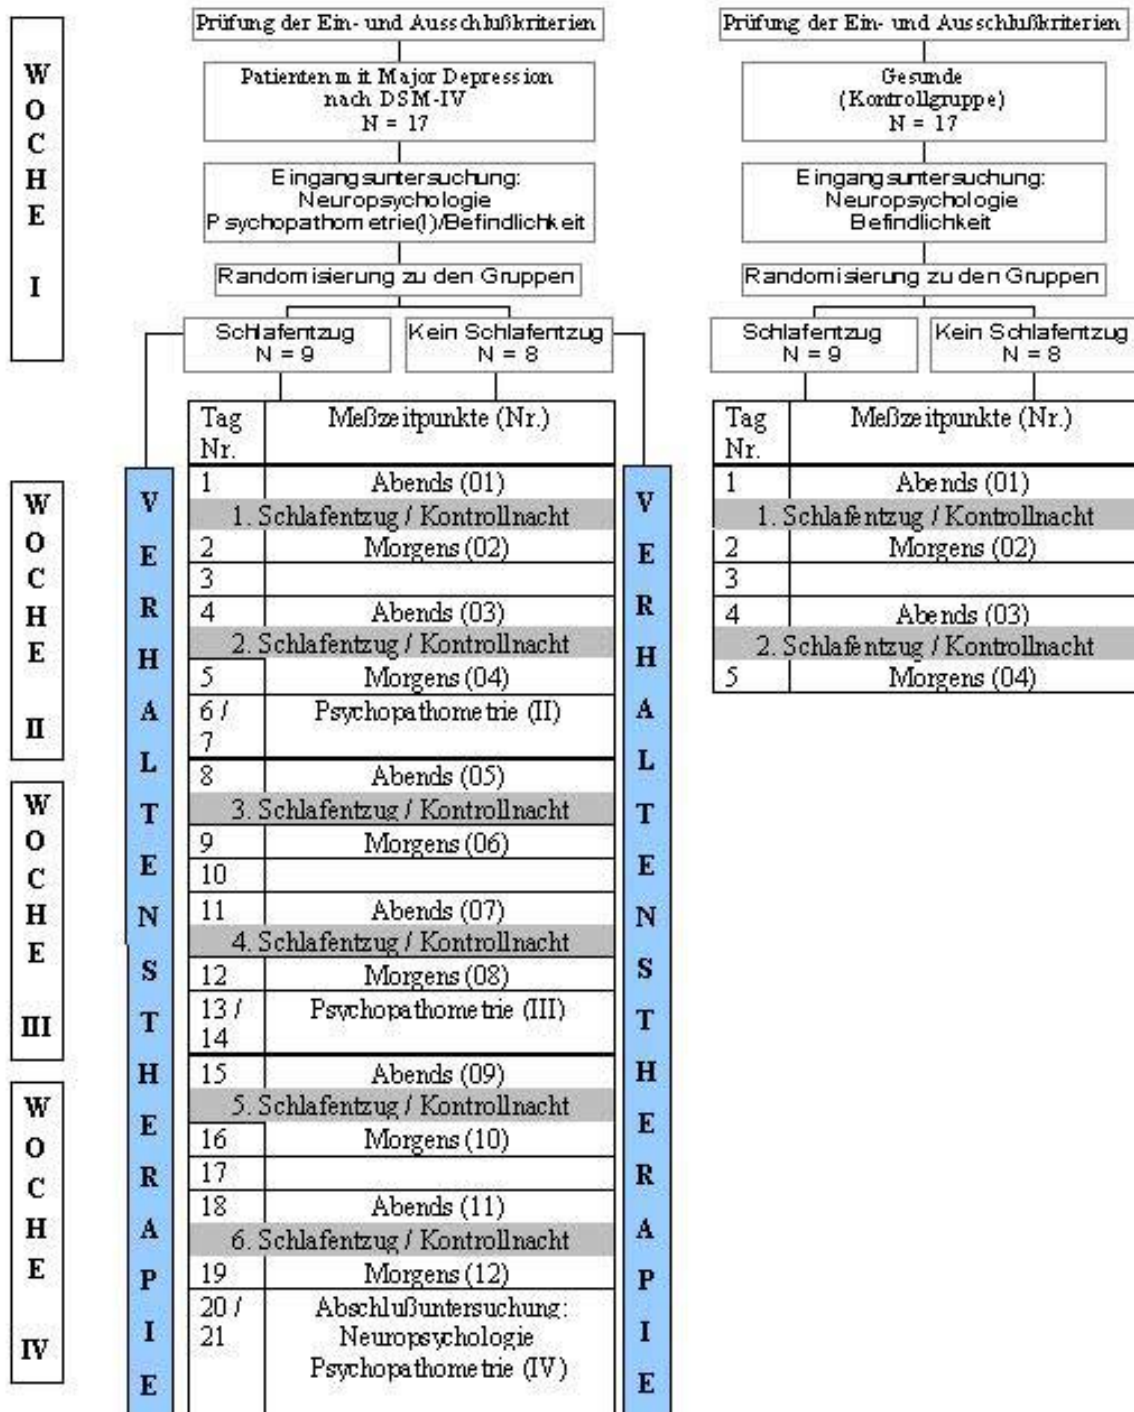 WOCHE I
Prüfung der Ein- und Ausschlußkriterien
Patienten mit Major Depression
nach DSM-IV
N = 17
Eingangsuntersuchung:
Neuropsychologie
Psychopathometrie(I)/Befindlichkeit
Randomisierung zu den Gruppen
Schlafentzug
N = 9
Kein Schlafentzug
N = 8
Prüfung der Ein- und Ausschlußkriterien
Gesunde
(Kontrollgruppe)
N = 17
Eingangsuntersuchung:
Neuropsychologie
Befindlichkeit
Randomisierung zu den Gruppen
Schlafentzug
N = 9
Kein Schlafentzug
N = 8
WOCHE II
WOCHE III
WOCHE IV
VERHALTENSTHERAPIE
Tag Meßzeitpunkte (Nr.)
Nr.
1 Abends (01)
1. Schlafentzug / Kontrollnacht
2 Morgens (02)
3
4 Abends (03)
2. Schlafentzug / Kontrollnacht
5 Morgens (04)
6 / Psychopathometrie (II)
7
8 Abends (05)
3. Schlafentzug / Kontrollnacht
9 Morgens (06)
10
11 Abends (07)
4. Schlafentzug / Kontrollnacht
12 Morgens (08)
13 / Psychopathometrie (III)
14
15 Abends (09)
5. Schlafentzug / Kontrollnacht
16 Morgens (10)
17
18 Abends (11)
6. Schlafentzug / Kontrollnacht
19 Morgens (12)
20 / Abschlußuntersuchung:
21 Neuropsychologie
Psychopathometrie (IV)
VERHALTENSTHERAPIE
Tag Meßzeitpunkte (Nr.)
Nr.
1 Abends (01)
1. Schlafentzug / Kontrollnacht
2 Morgens (02)
3
4 Abends (03)
2. Schlafentzug / Kontrollnacht
5 Morgens (04)